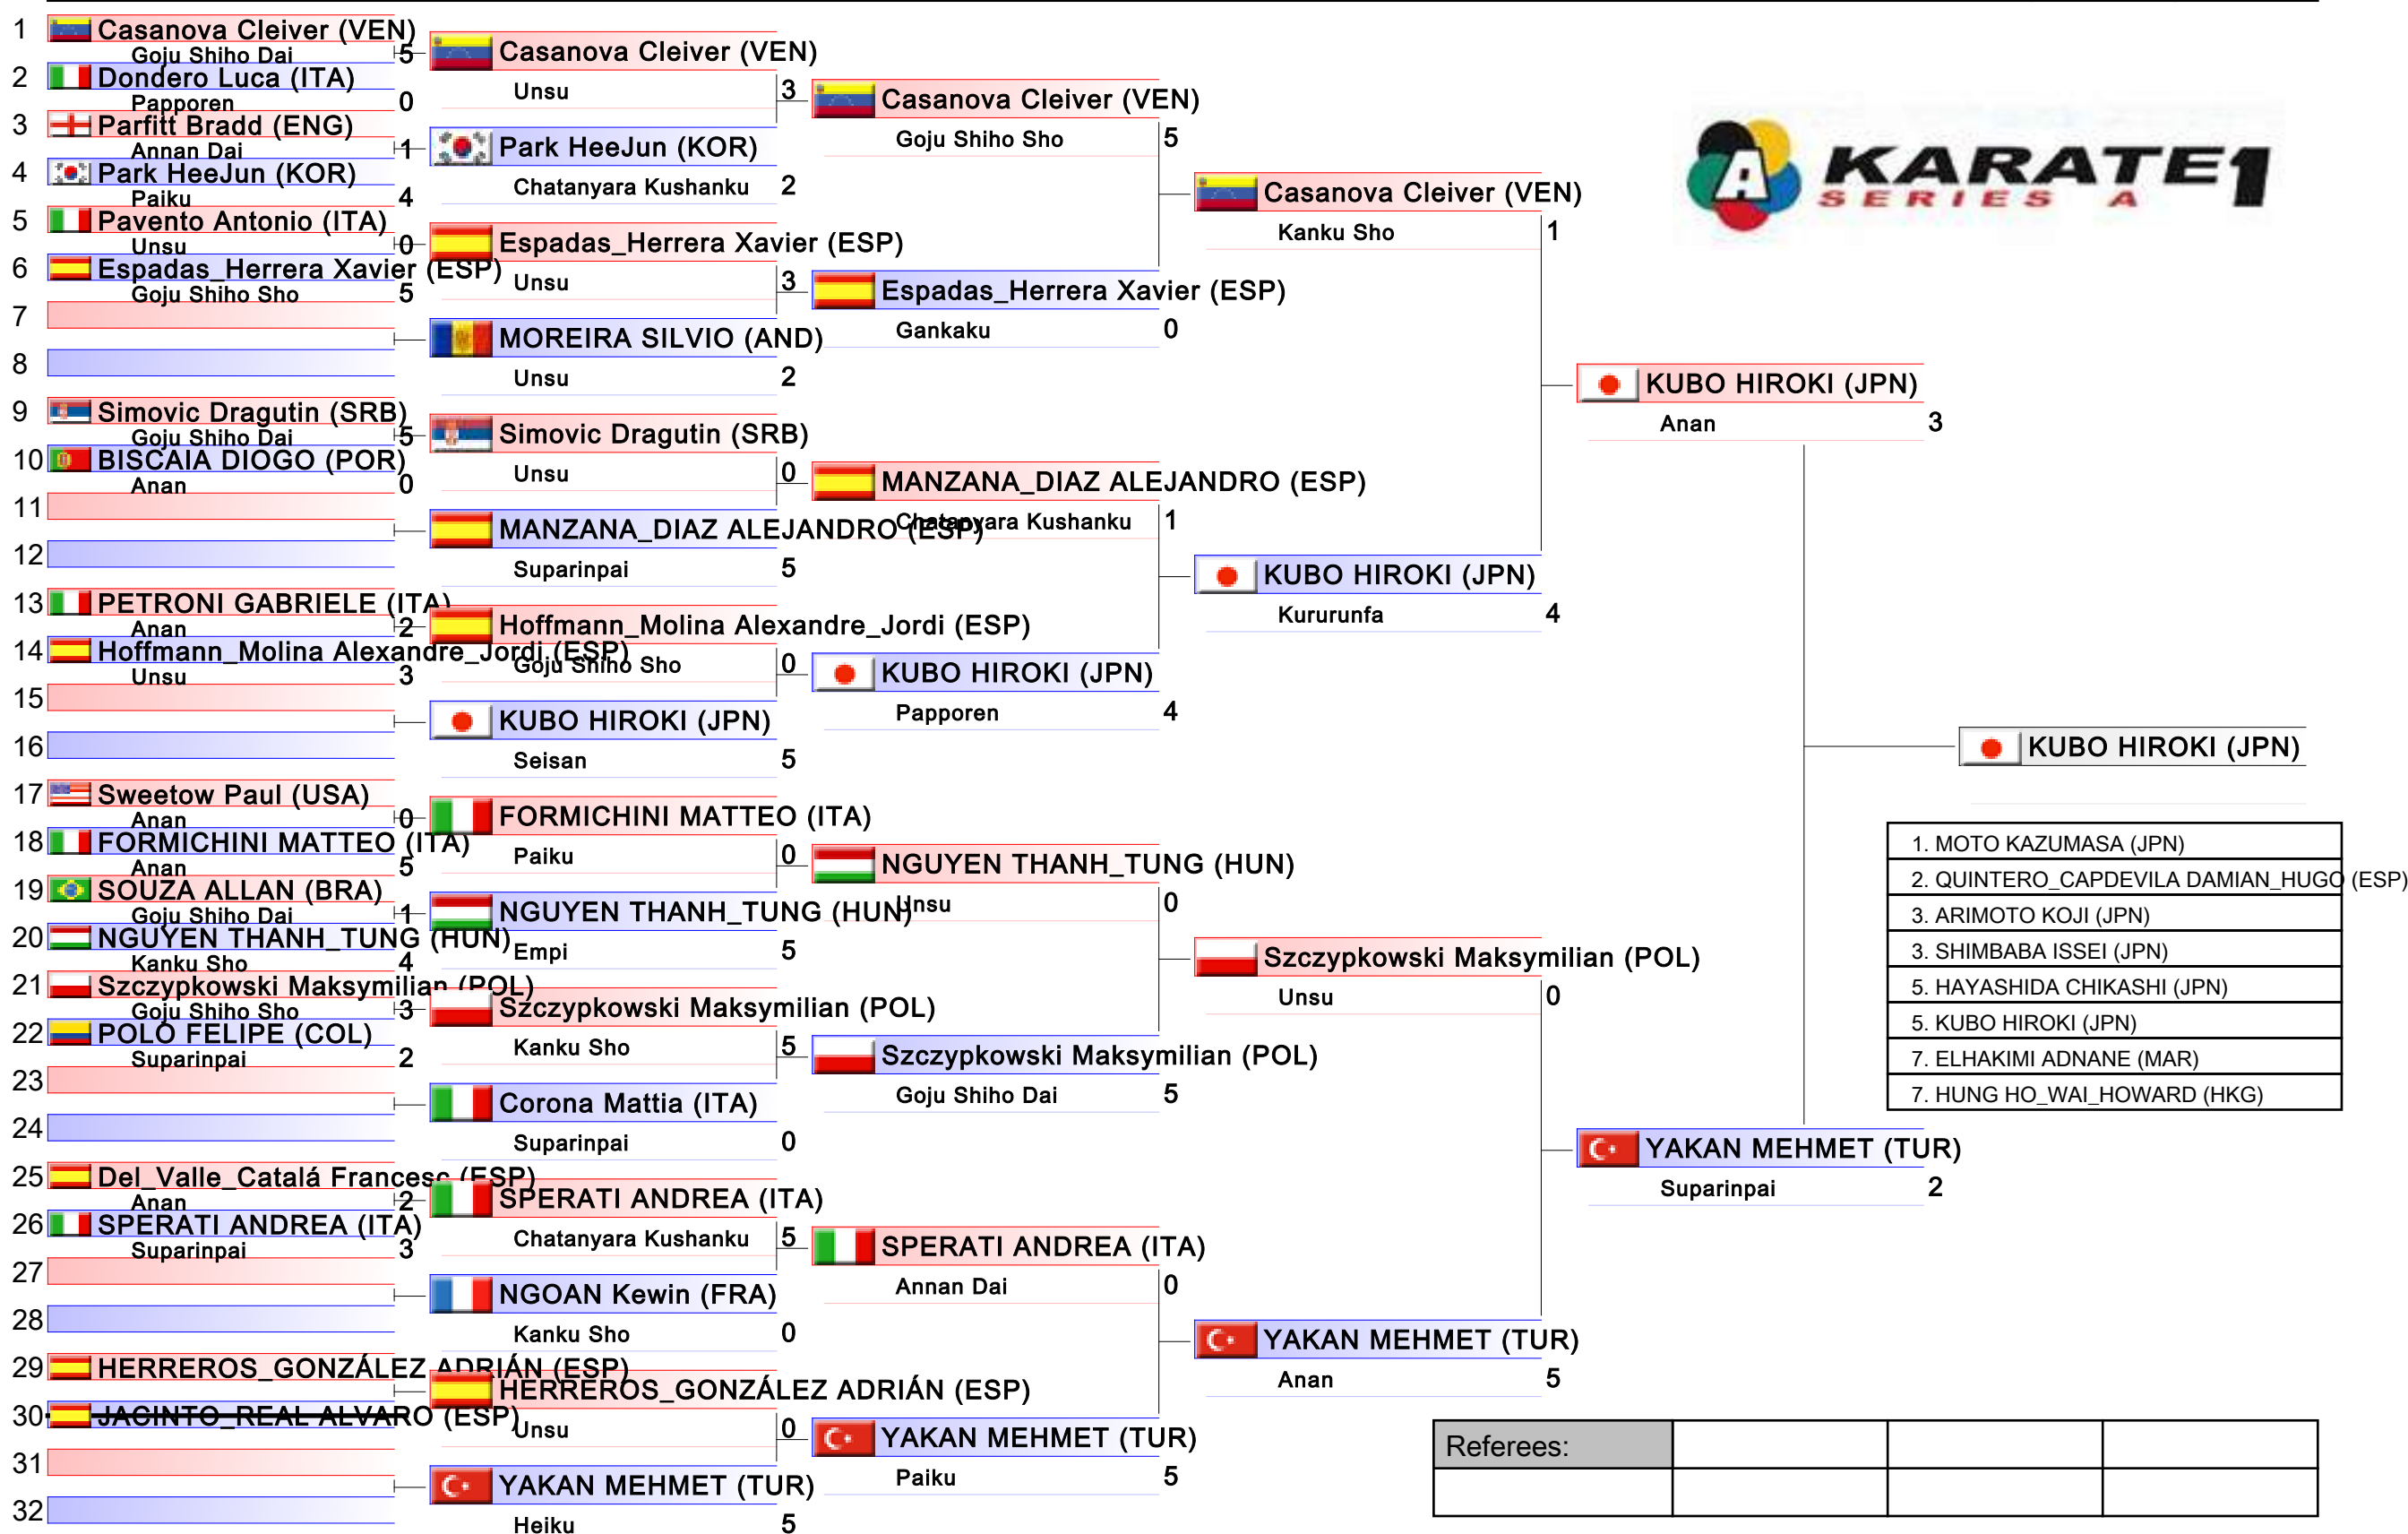 1 Casanova Cleiver (VEN)
Goju Shiho Dai 5
2 Dondero Luca (ITA)
Papporen 0
3 Parfitt Bradd (ENG)
Annan Dai 1
4 Park HeeJun (KOR)
Paiku 4
5 Pavento Antonio (ITA)
Unsu 0
6 Espadas_Herrera Xavier (ESP)
Goju Shiho Sho 5
7
8
9 Simovic Dragutin (SRB)
Goju Shiho Dai 5
10 BISCAIA DIOGO (POR)
Anan 0
11
12
13 PETRONI GABRIELE (ITA)
Anan 2
14 Hoffmann_Molina Alexandre_Jordi (ESP)
Unsu 3
15
16
17 Sweetow Paul (USA)
Anan 0
18 FORMICHINI MATTEO (ITA)
Anan 5
19 SOUZA ALLAN (BRA)
Goju Shiho Dai 1
20 NGUYEN THANH_TUNG (HUN)
Kanku Sho 4
21 Szczypkowski Maksymilian (POL)
Goju Shiho Sho 3
22 POLO FELIPE (COL)
Suparinpai 2
23
24
25 Del_Valle_Catalá Francesc (ESP)
Anan 2
26 SPERATI ANDREA (ITA)
Suparinpai 3
27
28
29 HERREROS_GONZÁLEZ ADRIÁN (ESP)
30 JACINTO_REAL ALVARO (ESP)
31
32
Casanova Cleiver (VEN)
Unsu 3
Park HeeJun (KOR)
Chatanyara Kushanku 2
Espadas_Herrera Xavier (ESP)
Unsu 3
MOREIRA SILVIO (AND)
Unsu 2
Simovic Dragutin (SRB)
Unsu 0
MANZANA_DIAZ ALEJANDRO (ESP)
Suparinpai 5
Hoffmann_Molina Alexandre_Jordi (ESP)
Goju Shiho Sho 0
KUBO HIROKI (JPN)
Seisan 5
FORMICHINI MATTEO (ITA)
Paiku 0
NGUYEN THANH_TUNG (HUN)
Empi 5
Szczypkowski Maksymilian (POL)
Kanku Sho 5
Corona Mattia (ITA)
Suparinpai 0
SPERATI ANDREA (ITA)
Chatanyara Kushanku 5
NGOAN Kewin (FRA)
Kanku Sho 0
HERREROS_GONZÁLEZ ADRIÁN (ESP)
Unsu 0
YAKAN MEHMET (TUR)
Heiku 5
Casanova Cleiver (VEN)
Goju Shiho Sho 5
Espadas_Herrera Xavier (ESP)
Gankaku 0
MANZANA_DIAZ ALEJANDRO (ESP)
Chatanyara Kushanku 1
KUBO HIROKI (JPN)
Papporen 4
NGUYEN THANH_TUNG (HUN)
Unsu 0
Szczypkowski Maksymilian (POL)
Goju Shiho Dai 5
SPERATI ANDREA (ITA)
Annan Dai 0
YAKAN MEHMET (TUR)
Paiku 5
Casanova Cleiver (VEN)
Kanku Sho 1
KUBO HIROKI (JPN)
Kururunfa 4
Szczypkowski Maksymilian (POL)
Unsu 0
YAKAN MEHMET (TUR)
Anan 5
KUBO HIROKI (JPN)
Anan 3
YAKAN MEHMET (TUR)
Suparinpai 2
KUBO HIROKI (JPN)
A KARATE1
SERIES A
1. MOTO KAZUMASA (JPN)
2. QUINTERO_CAPDEVILA DAMIAN_HUGO (ESP)
3. ARIMOTO KOJI (JPN)
3. SHIMBABA ISSEI (JPN)
5. HAYASHIDA CHIKASHI (JPN)
5. KUBO HIROKI (JPN)
7. ELHAKIMI ADNANE (MAR)
7. HUNG HO_WAI_HOWARD (HKG)
Referees: